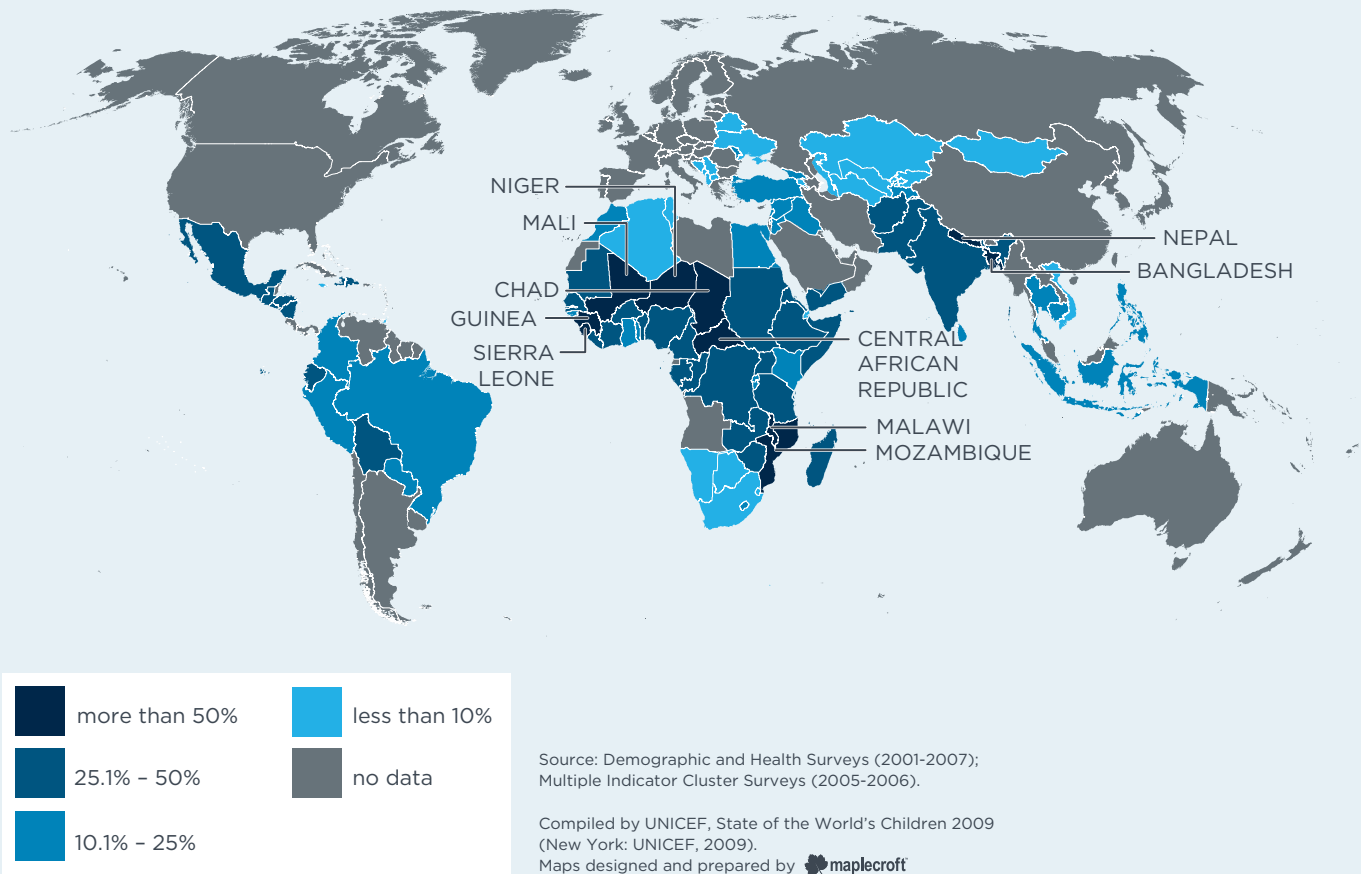 NIGER
MALI
CHAD
GUINEA
SIERRA
LEONE
NEPAL
BANGLADESH
CENTRAL
AFRICAN
REPUBLIC
MALAWI
MOZAMBIQUE
more than 50%
25.1% – 50%
10.1% – 25%
less than 10%
no data
Source: Demographic and Health Surveys (2001-2007);
Multiple Indicator Cluster Surveys (2005-2006).
Compiled by UNICEF, State of the World’s Children 2009
(New York: UNICEF, 2009).
Maps designed and prepared by maplecroft